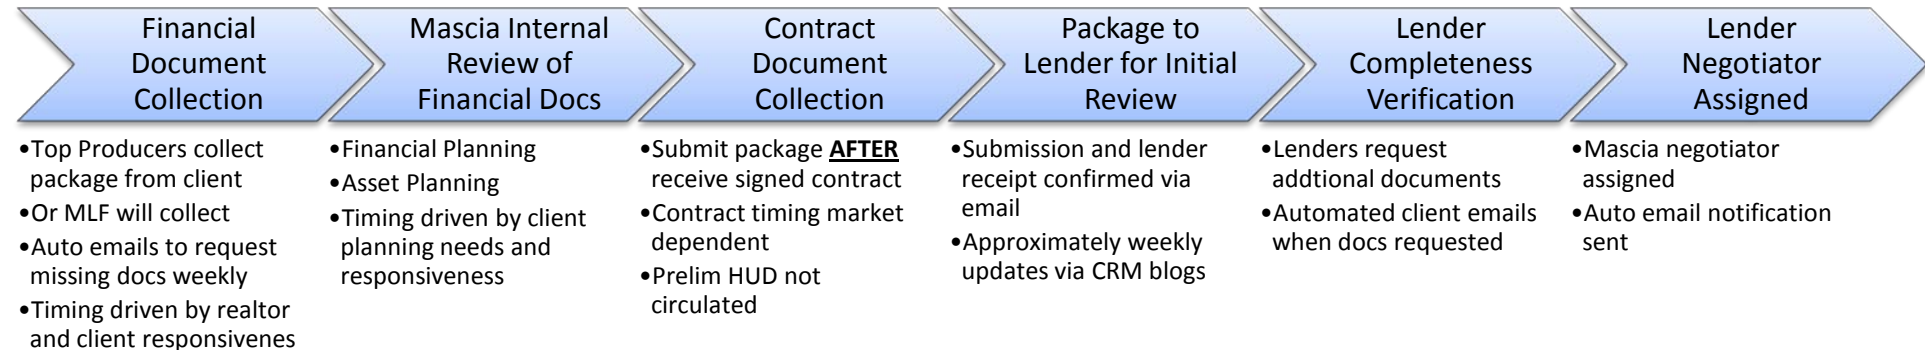 Financial
Document
Collection
Mascia Internal
Review of
Financial Docs
Contract
Document
Collection
Package to
Lender for Initial
Review
Lender
Completeness
Verification
Lender
Negotiator
Assigned
•Top Producers collect
package from client
•Or MLF will collect
•Auto emails to request
missing docs weekly
•Timing driven by realtor
and client responsivenes
•Financial Planning
•Asset Planning
•Timing driven by client
planning needs and
responsiveness
•Submit package AFTER
receive signed contract
•Contract timing market
dependent
•Prelim HUD not
circulated
•Submission and lender
receipt confirmed via
email
•Approximately weekly
updates via CRM blogs
•Lenders request
addtional documents
•Automated client emails
when docs requested
•Mascia negotiator
assigned
•Auto email notification
sent